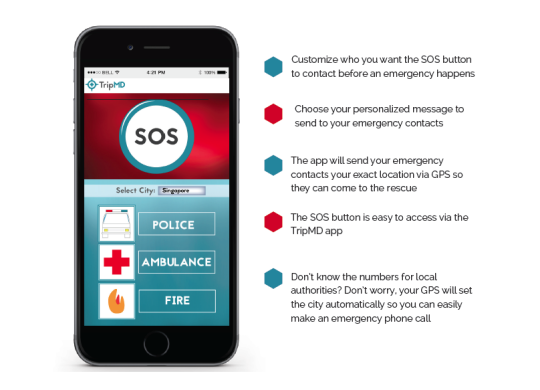 BELL
4:21 PM
100%
TripMD
SOS
Select City: Singapore
POLICE
AMBULANCE
FIRE
Customize who you want the SOS button
to contact before an emergency happens
Choose your personalized message to
send to your emergency contacts
The app will send your emergency
contacts your exact location via GPS so
they can come to the rescue
The SOS button is easy to access via the
TripMD app
Don't know the numbers for local
authorities? Don't worry, your GPS will set
the city automatically so you can easily
make an emergency phone call